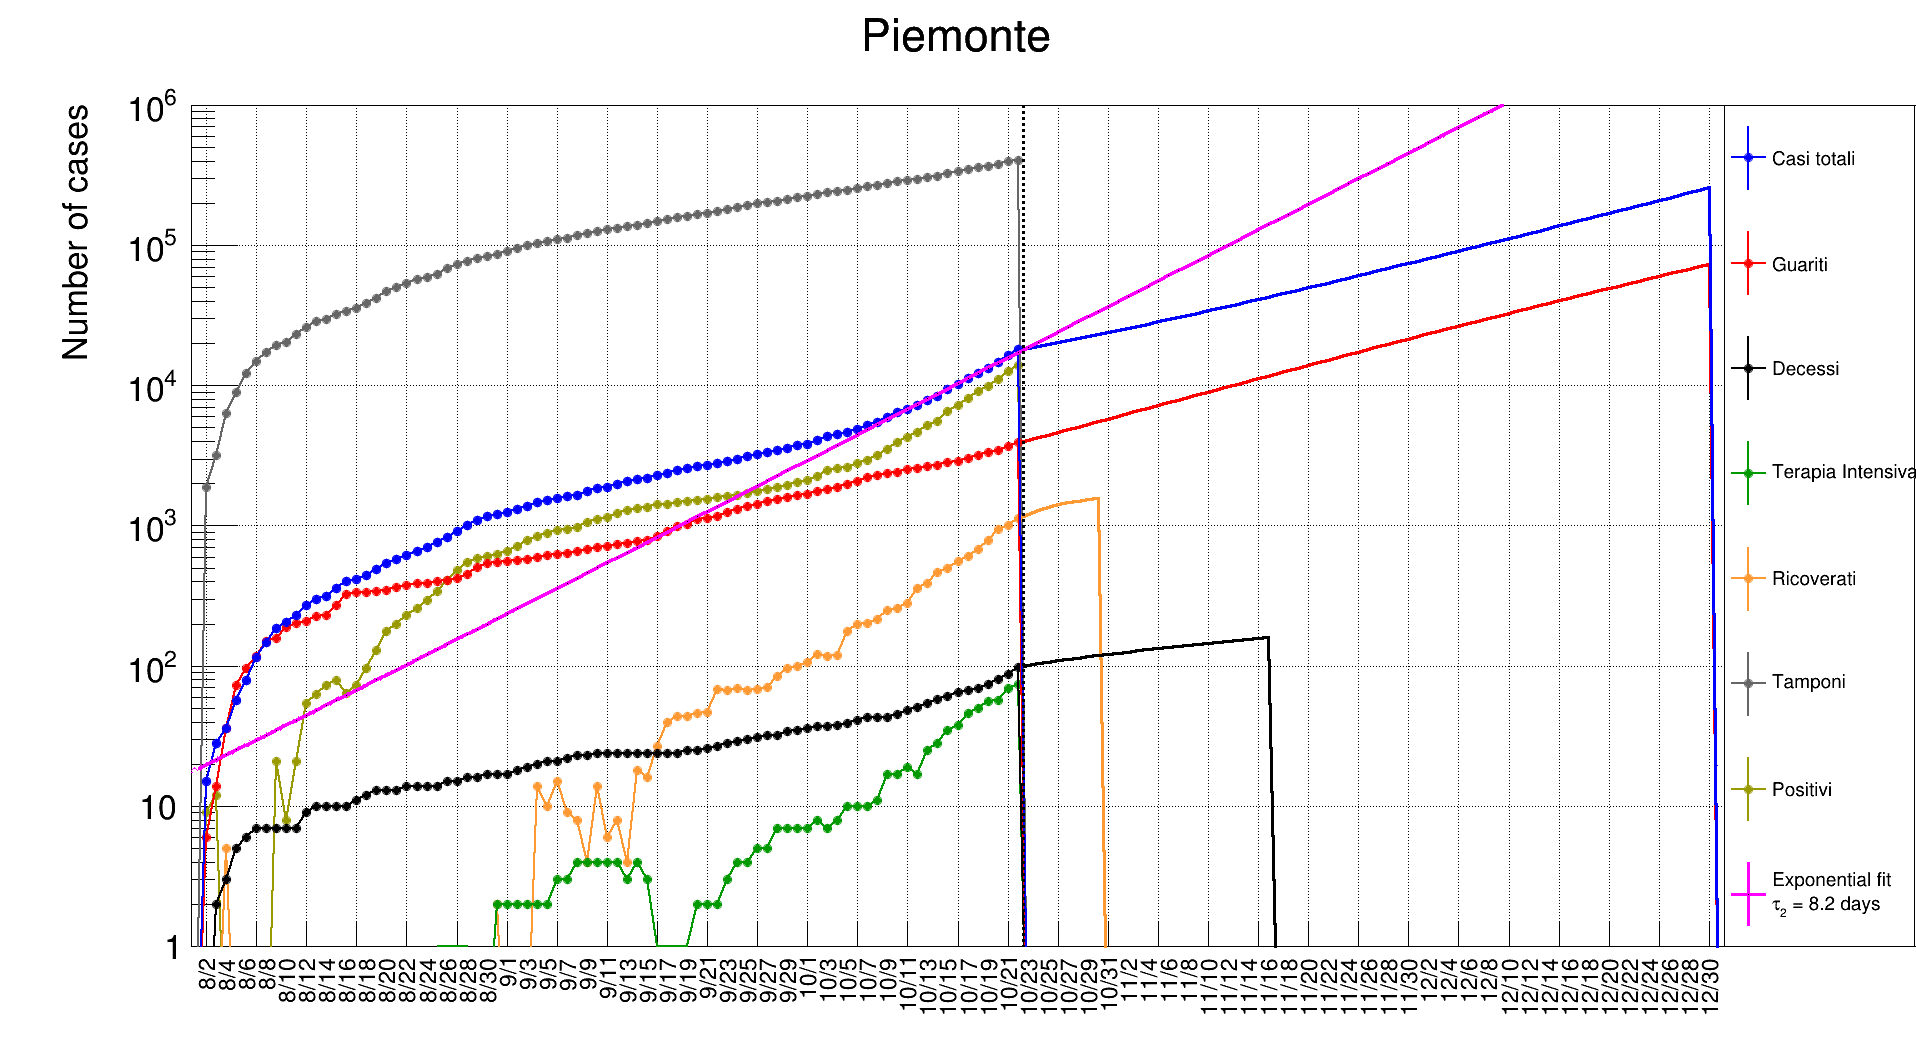 Piemonte
Number of cases
10^6
10^5
10^4
10^3
10^2
10
1
8/2 8/4 8/6 8/8 8/10 8/12 8/14 8/16 8/18 8/20 8/22 8/24 8/26 8/28 8/30 9/1 9/3 9/5 9/7 9/9 9/11 9/13 9/15 9/17 9/19 9/21 9/23 9/25 9/27 9/29 10/1 10/3 10/5 10/7 10/9 10/11 10/13 10/15 10/17 10/19 10/21 10/23 10/25 10/27 10/29 10/31 11/2 11/4 11/6 11/8 11/10 11/12 11/14 11/16 11/18 11/20 11/22 11/24 11/26 11/28 11/30 12/2 12/4 12/6 12/8 12/10 12/12 12/14 12/16 12/18 12/20 12/22 12/24 12/26 12/28 12/30
Casi totali
Guariti
Decessi
Terapia Intensiva
Ricoverati
Tamponi
Positivi
Exponential fit
τ₂ = 8.2 days